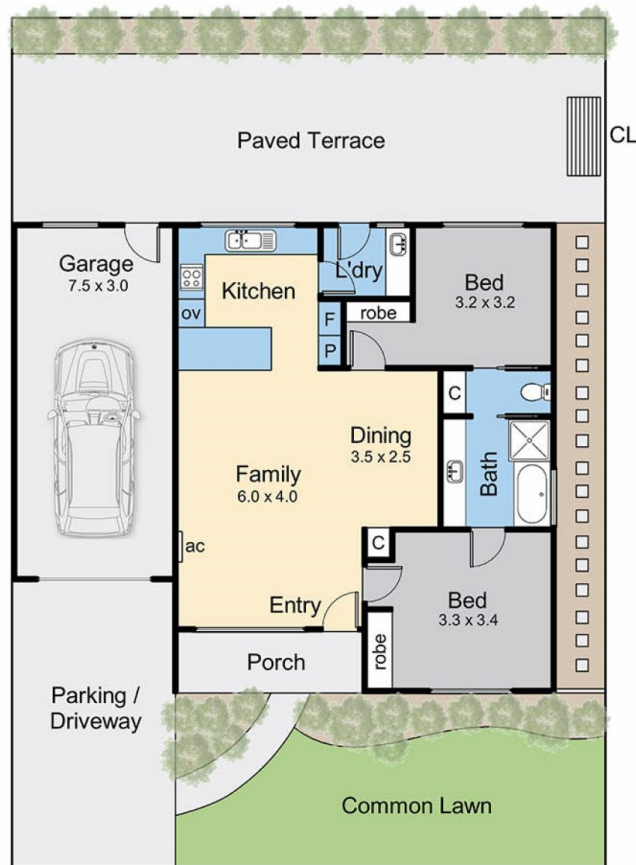 Paved Terrace
CL
Garage
7.5 x 3.0
Kitchen
L'dry
Bed
3.2 x 3.2
ov
F
P
robe
C
Dining
3.5 x 2.5
Family
6.0 x 4.0
Bath
ac
C
Entry
Bed
3.3 x 3.4
robe
Porch
Parking /
Driveway
Common Lawn